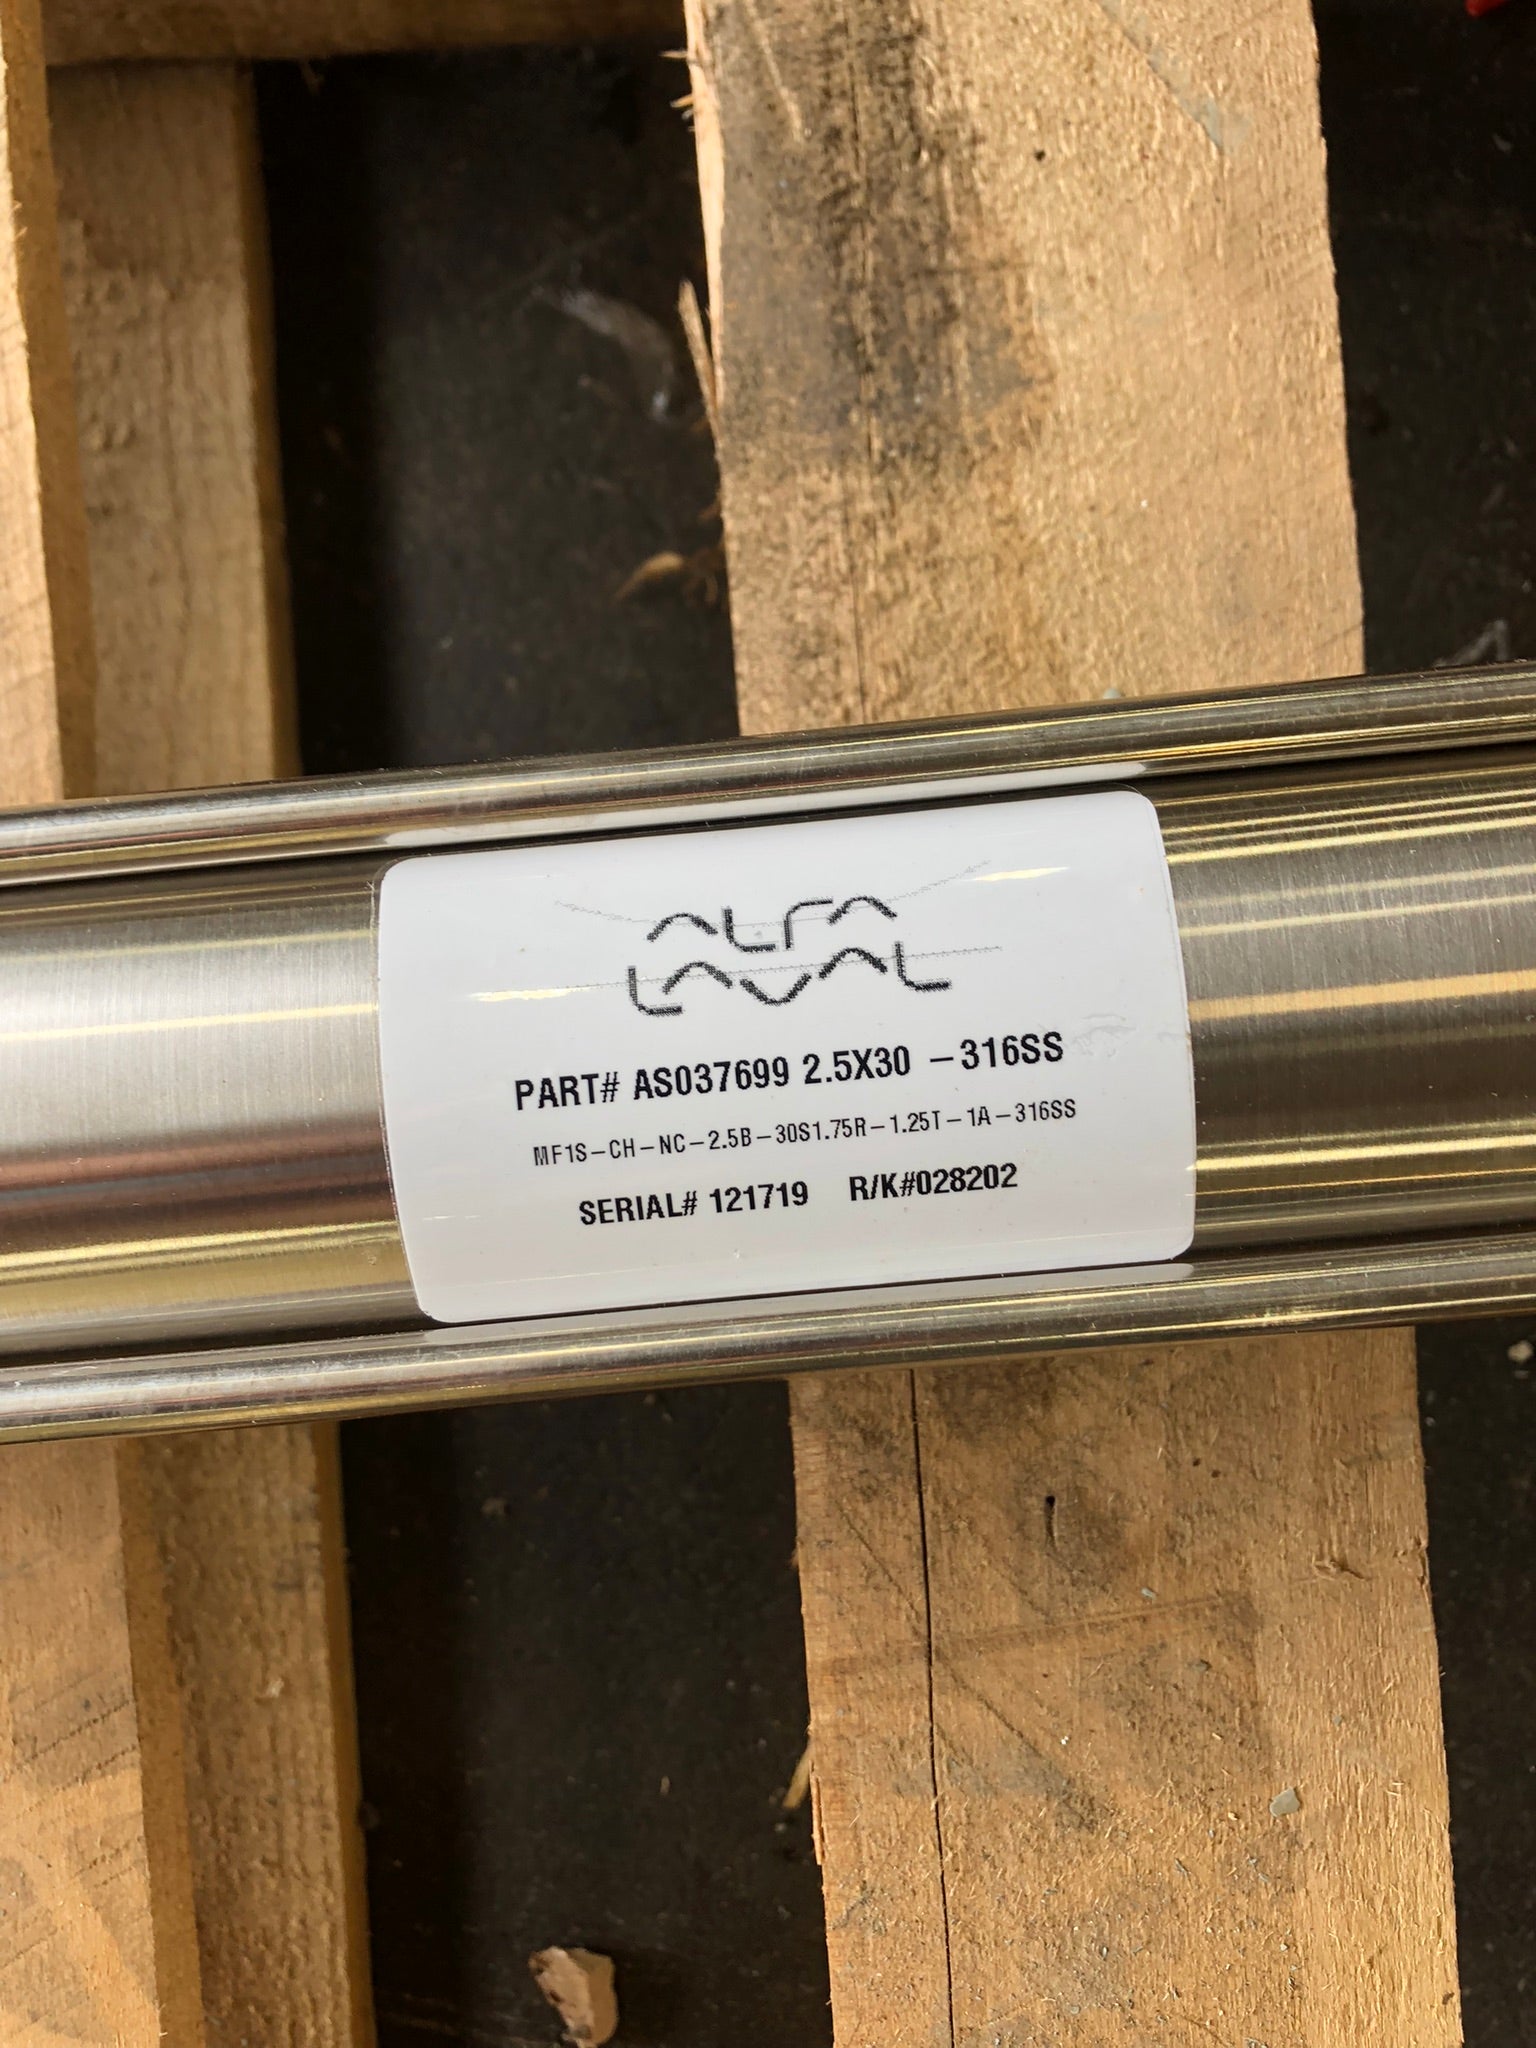 ALFA
LAVAL
PART# AS037699 2.5X30 -316SS
MF1S-CH-NC-2.5B-30S1.75R-1.25T-1A-316SS
SERIAL# 121719 R/K#028202